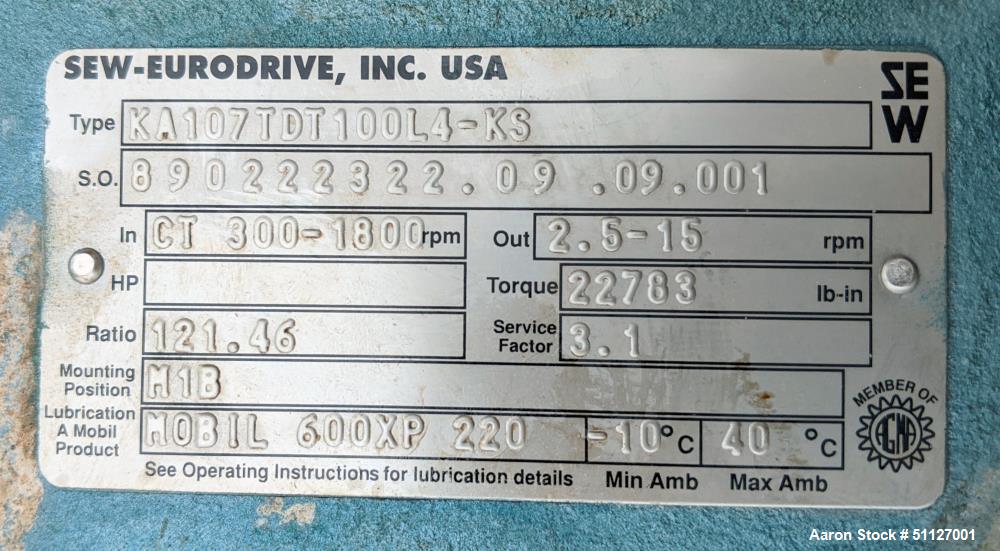 SEW-EURODRIVE, INC. USA
SEW
Type KA107TDT100L4-KS
S.O. 890222322.09 .09.001
In CT 300-1800 rpm Out 2.5-15 rpm
HP Torque 22783 lb-in
Ratio 121.46 Service Factor 3.1
Mounting Position M1B
Lubrication A Mobil Product MOBIL 600XP 220 -10°C 40 °C
See Operating Instructions for lubrication details Min Amb Max Amb
MEMBER OF
AGMA
Aaron Stock # 51127001